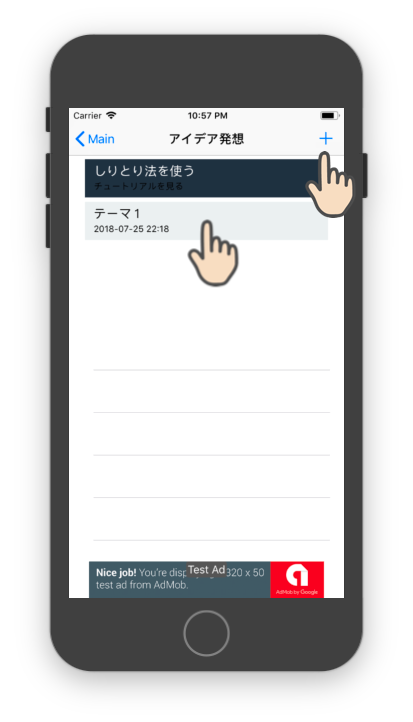 Carrier 10:57 PM
Main アイデア発想 +
しりとり法を使う
チュートリアルを見る
テーマ1
2018-07-25 22:18
Nice job! You're disp Test Ad 320 x 50
test ad from AdMob.
AdMob by Google